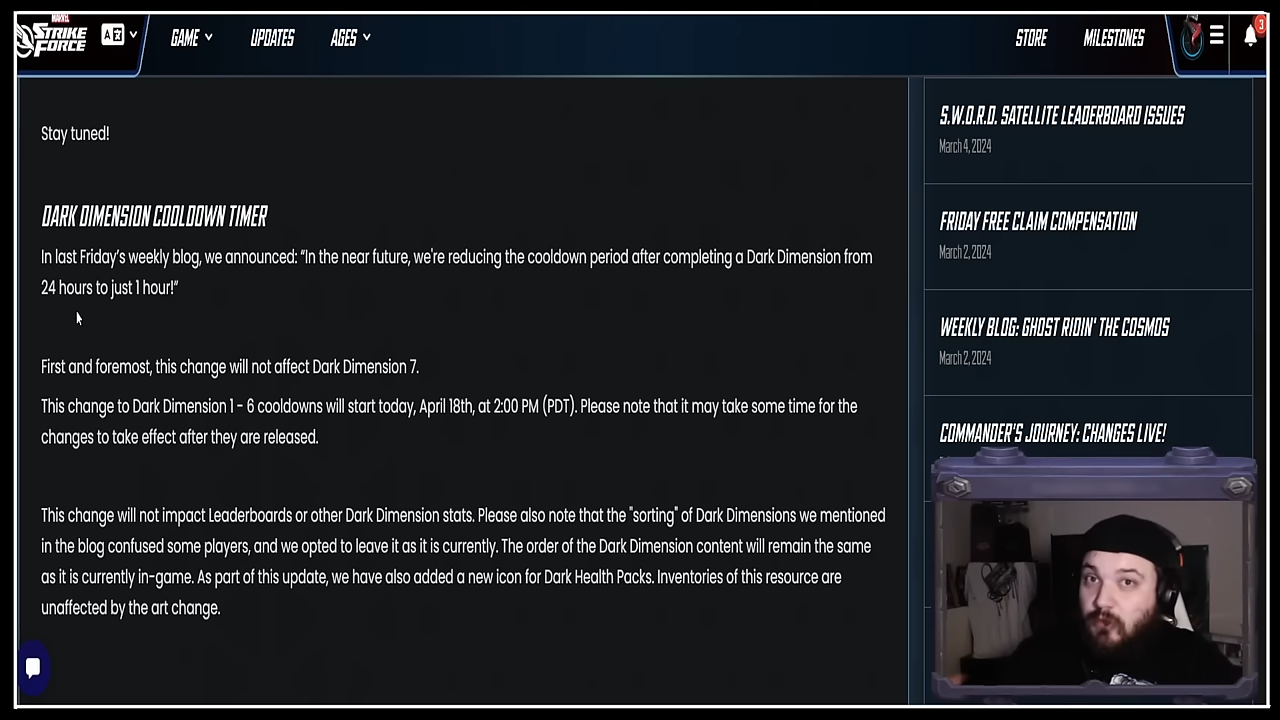 MARVEL
STRIKE
FORCE
GAME
UPDATES
AGES
STORE
MILESTONES
3
Stay tuned!
DARK DIMENSION COOLDOWN TIMER
In last Friday's weekly blog, we announced: "In the near future, we're reducing the cooldown period after completing a Dark Dimension from
24 hours to just 1 hour!"
First and foremost, this change will not affect Dark Dimension 7.
This change to Dark Dimension 1 - 6 cooldowns will start today, April 18th, at 2:00 PM (PDT). Please note that it may take some time for the
changes to take effect after they are released.
This change will not impact Leaderboards or other Dark Dimension stats. Please also note that the "sorting" of Dark Dimensions we mentioned
in the blog confused some players, and we opted to leave it as it is currently. The order of the Dark Dimension content will remain the same
as it is currently in-game. As part of this update, we have also added a new icon for Dark Health Packs. Inventories of this resource are
unaffected by the art change.
S.W.O.R.D. SATELLITE LEADERBOARD ISSUES
March 4, 2024
FRIDAY FREE CLAIM COMPENSATION
March 2, 2024
WEEKLY BLOG: GHOST RIDIN' THE COSMOS
March 2, 2024
COMMANDER'S JOURNEY: CHANGES LIVE!